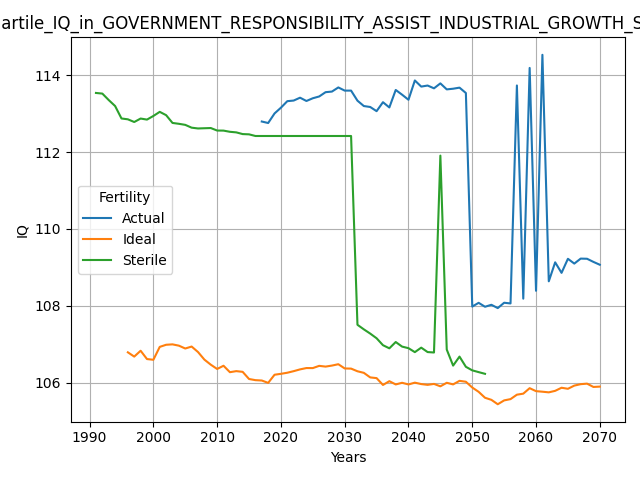 artile_IQ_in_GOVERNMENT_RESPONSIBILITY_ASSIST_INDUSTRIAL_GROWTH_S
114
112
110
108
106
IQ
Fertility
Actual
Ideal
Sterile
1990 2000 2010 2020 2030 2040 2050 2060 2070
Years